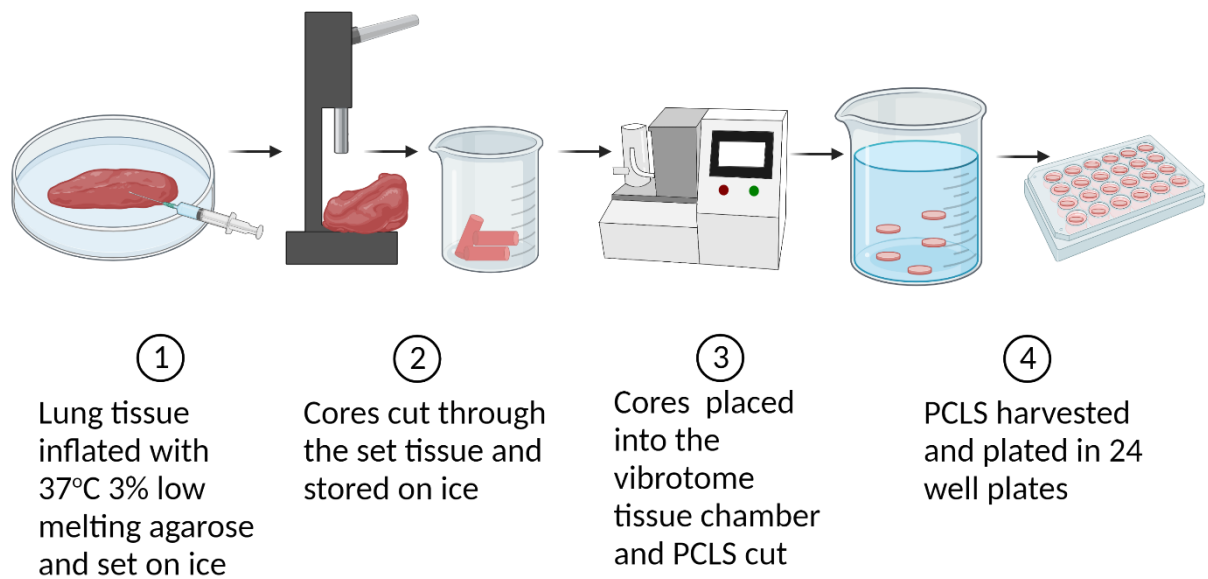 1
Lung tissue
inflated with
37°C 3% low
melting agarose
and set on ice
2
Cores cut through
the set tissue and
stored on ice
3
Cores placed
into the
vibrotome
tissue chamber
and PCLS cut
4
PCLS harvested
and plated in 24
well plates